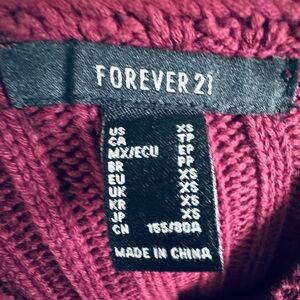 FOREVER 21
US XS
CA TP
MX/ECU EP
BR PP
EU XS
UK XS
KR XS
JP XS
CN 155/80A
MADE IN CHINA